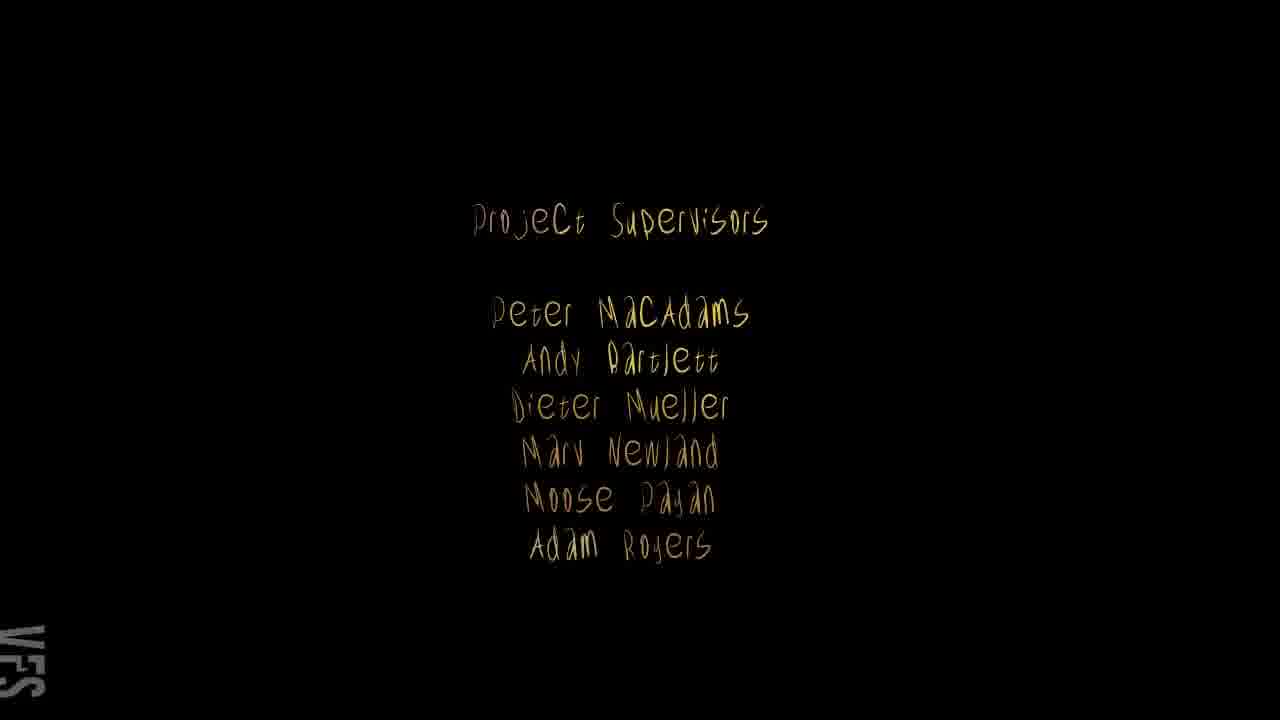 ProjeCt Supervisors
Peter MaCAdams
Andy Bartlett
Dieter Mueller
Marv Newland
Moose Pagan
Adam Rogers
VFS